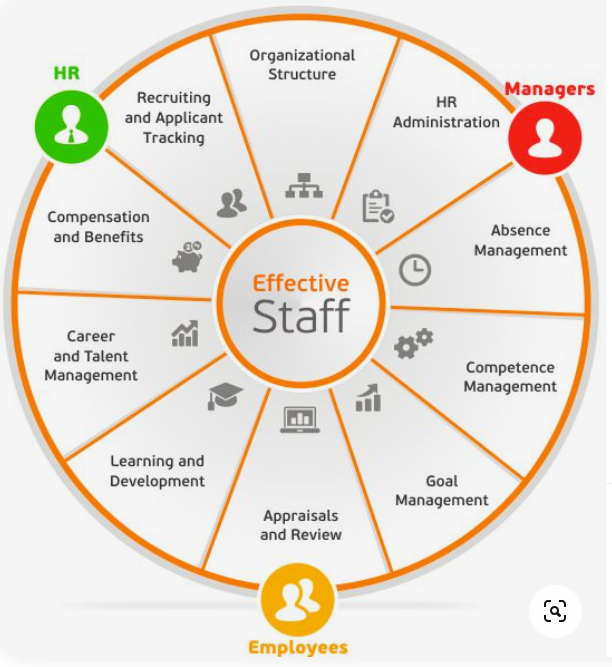 HR
Managers
Organizational
Structure
Recruiting
and Applicant
Tracking
HR
Administration
Compensation
and Benefits
Absence
Management
Effective
Staff
Career
and Talent
Management
Competence
Management
Learning and
Development
Goal
Management
Appraisals
and Review
Employees